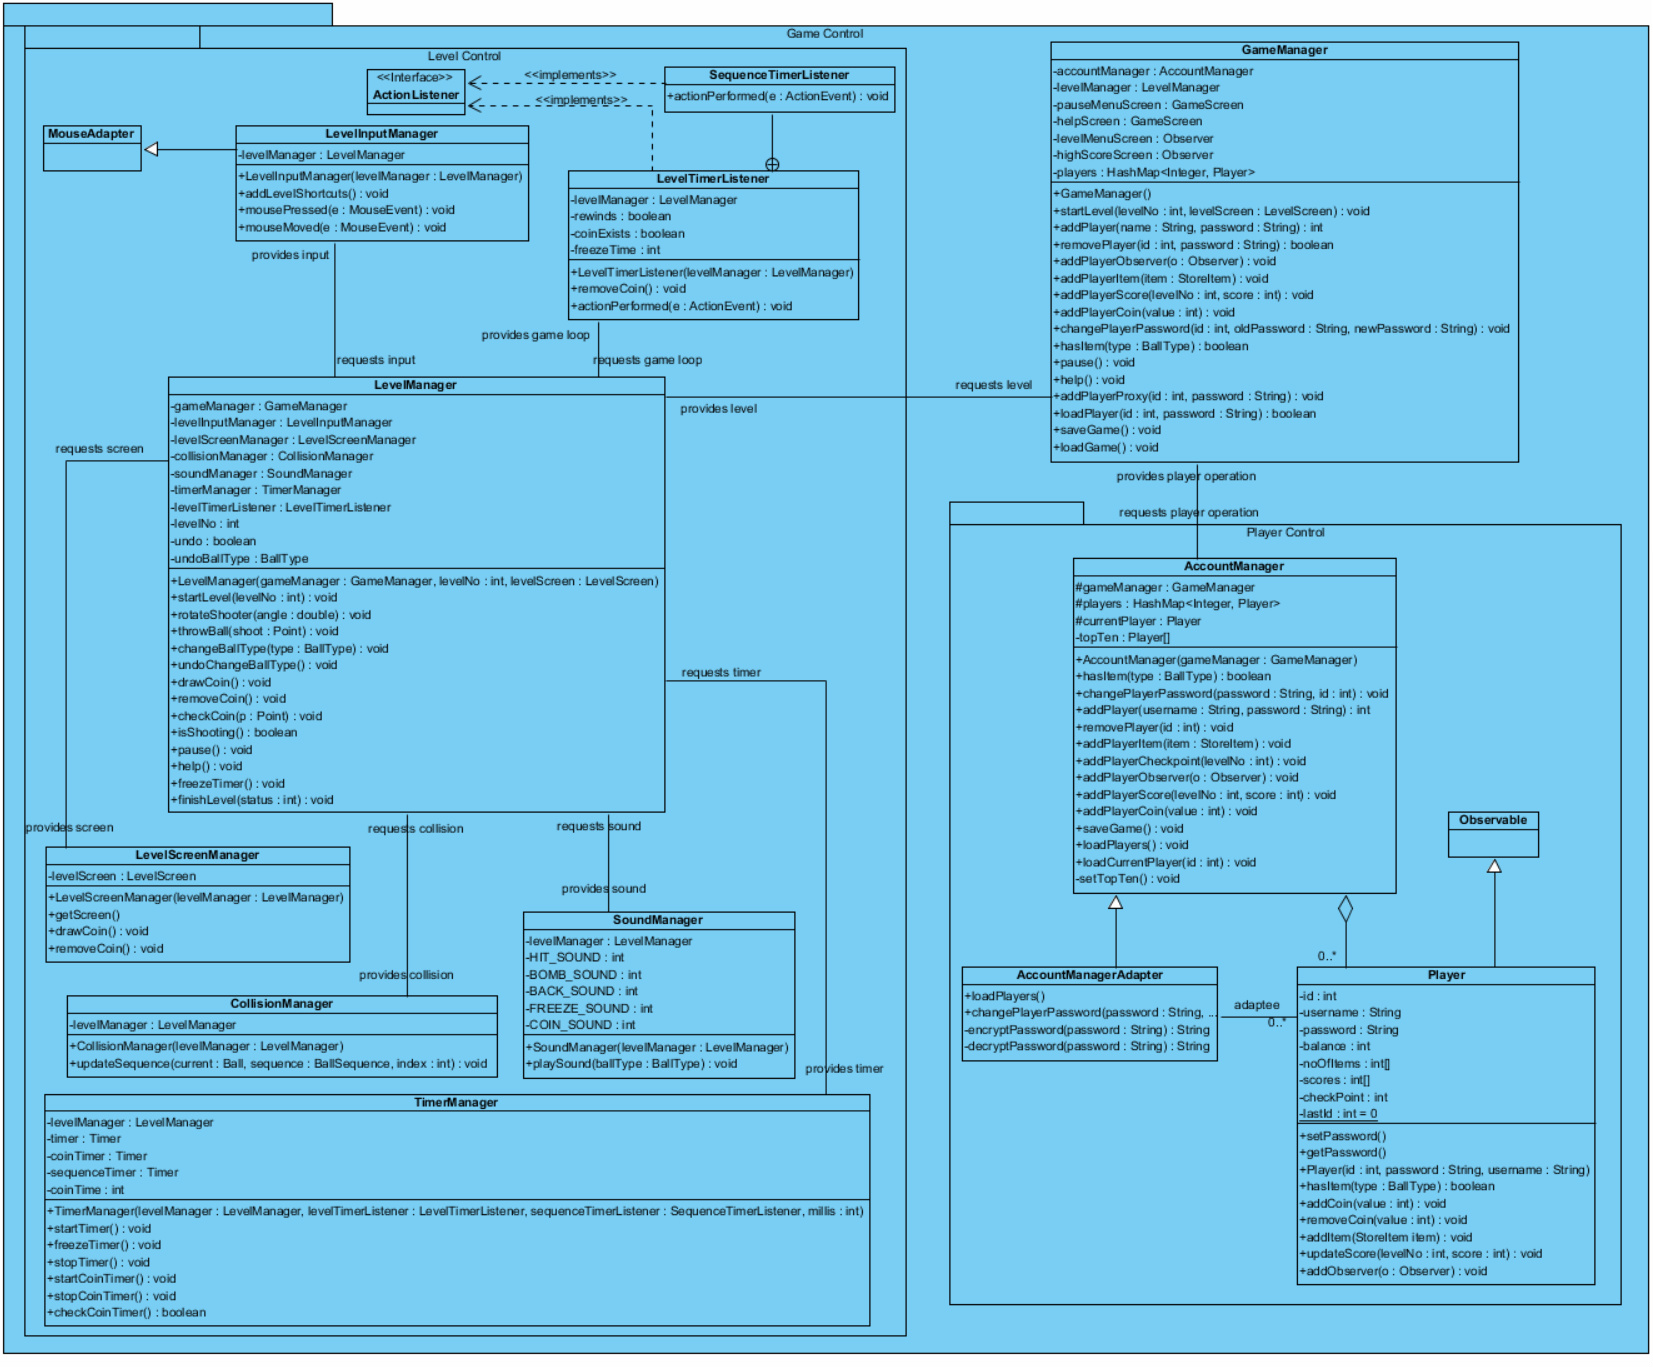 Game Control
Level Control
<<Interface>>
ActionListener
<<implements>>
<<implements>>
SequenceTimerListener
+actionPerformed(e : ActionEvent) : void
MouseAdapter
LevelInputManager
-levelManager : LevelManager
+LevelInputManager(levelManager : LevelManager)
+addLevelShortcuts() : void
+mousePressed(e : MouseEvent) : void
+mouseMoved(e : MouseEvent) : void
LevelTimerListener
-levelManager : LevelManager
-rewinds : boolean
-coinExists : boolean
-freezeTime : int
+LevelTimerListener(levelManager : LevelManager)
+removeCoin() : void
+actionPerformed(e : ActionEvent) : void
provides input
requests input
provides game loop
requests game loop
LevelManager
-gameManager : GameManager
-levelInputManager : LevelInputManager
-levelScreenManager : LevelScreenManager
-collisionManager : CollisionManager
-soundManager : SoundManager
-timerManager : TimerManager
-levelTimerListener : LevelTimerListener
-levelNo : int
-undo : boolean
-undoBallType : BallType
+LevelManager(gameManager : GameManager, levelNo : int, levelScreen : LevelScreen)
+startLevel(levelNo : int) : void
+rotateShooter(angle : double) : void
+throwBall(shoot : Point) : void
+changeBallType(type : BallType) : void
+undoChangeBallType() : void
+drawCoin() : void
+removeCoin() : void
+checkCoin(p : Point) : void
+isShooting() : boolean
+pause() : void
+help() : void
+freezeTimer() : void
+finishLevel(status : int) : void
requests screen
provides screen
requests collision
provides collision
requests sound
provides sound
requests timer
provides timer
provides level
requests level
LevelScreenManager
-levelScreen : LevelScreen
+LevelScreenManager(levelManager : LevelManager)
+getScreen()
+drawCoin() : void
+removeCoin() : void
SoundManager
-levelManager : LevelManager
-HIT_SOUND : int
-BOMB_SOUND : int
-BACK_SOUND : int
-FREEZE_SOUND : int
-COIN_SOUND : int
+SoundManager(levelManager : LevelManager)
+playSound(ballType : BallType) : void
CollisionManager
-levelManager : LevelManager
+CollisionManager(levelManager : LevelManager)
+updateSequence(current : Ball, sequence : BallSequence, index : int) : void
TimerManager
-levelManager : LevelManager
-timer : Timer
-coinTimer : Timer
-sequenceTimer : Timer
-coinTime : int
+TimerManager(levelManager : LevelManager, levelTimerListener : LevelTimerListener, sequenceTimerListener : SequenceTimerListener, millis : int)
+startTimer() : void
+freezeTimer() : void
+stopTimer() : void
+startCoinTimer() : void
+stopCoinTimer() : void
+checkCoinTimer() : boolean
GameManager
-accountManager : AccountManager
-levelManager : LevelManager
-pauseMenuScreen : GameScreen
-helpScreen : GameScreen
-levelMenuScreen : Observer
-highScoreScreen : Observer
-players : HashMap<Integer, Player>
+GameManager()
+startLevel(levelNo : int, levelScreen : LevelScreen) : void
+addPlayer(name : String, password : String) : int
+removePlayer(id : int, password : String) : boolean
+addPlayerObserver(o : Observer) : void
+addPlayerItem(item : StoreItem) : void
+addPlayerScore(levelNo : int, score : int) : void
+addPlayerCoin(value : int) : void
+changePlayerPassword(id : int, oldPassword : String, newPassword : String) : void
+hasItem(type : BallType) : boolean
+pause() : void
+help() : void
+addPlayerProxy(id : int, password : String) : void
+loadPlayer(id : int, password : String) : boolean
+saveGame() : void
+loadGame() : void
provides player operation
requests player operation
Player Control
AccountManager
#gameManager : GameManager
#players : HashMap<Integer, Player>
#currentPlayer : Player
-topTen : Player[]
+AccountManager(gameManager : GameManager)
+hasItem(type : BallType) : boolean
+changePlayerPassword(password : String, id : int) : void
+addPlayer(username : String, password : String) : int
+removePlayer(id : int) : void
+addPlayerItem(item : StoreItem) : void
+addPlayerCheckpoint(levelNo : int) : void
+addPlayerObserver(o : Observer) : void
+addPlayerScore(levelNo : int, score : int) : void
+addPlayerCoin(value : int) : void
+saveGame() : void
+loadPlayers() : void
+loadCurrentPlayer(id : int) : void
-setTopTen() : void
Observable
0..*
AccountManagerAdapter
+loadPlayers()
+changePlayerPassword(password : String, ...
-encryptPassword(password : String) : String
-decryptPassword(password : String) : String
adaptee
0..*
Player
-id : int
-username : String
-password : String
-balance : int
-noOfItems : int[]
-scores : int[]
-checkPoint : int
-lastId : int = 0
+setPassword()
+getPassword()
+Player(id : int, password : String, username : String)
+hasItem(type : BallType) : boolean
+addCoin(value : int) : void
+removeCoin(value : int) : void
+addItem(StoreItem item) : void
+updateScore(levelNo : int, score : int) : void
+addObserver(o : Observer) : void